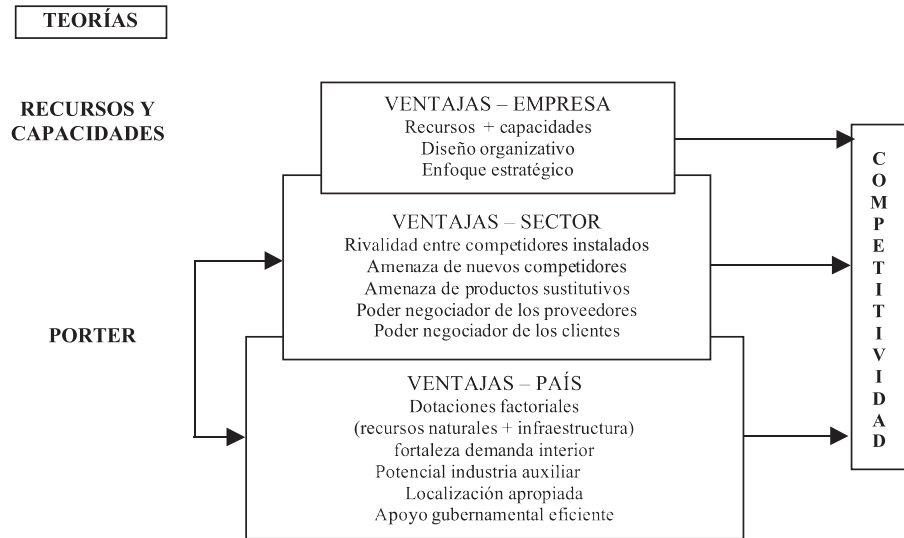 TEORÍAS
RECURSOS Y
CAPACIDADES
VENTAJAS – EMPRESA
Recursos + capacidades
Diseño organizativo
Enfoque estratégico
VENTAJAS – SECTOR
Rivalidad entre competidores instalados
Amenaza de nuevos competidores
Amenaza de productos sustitutivos
Poder negociador de los proveedores
Poder negociador de los clientes
PORTER
VENTAJAS – PAÍS
Dotaciones factoriales
(recursos naturales + infraestructura)
fortaleza demanda interior
Potencial industria auxiliar
Localización apropiada
Apoyo gubernamental eficiente
COMPETITIVIDAD